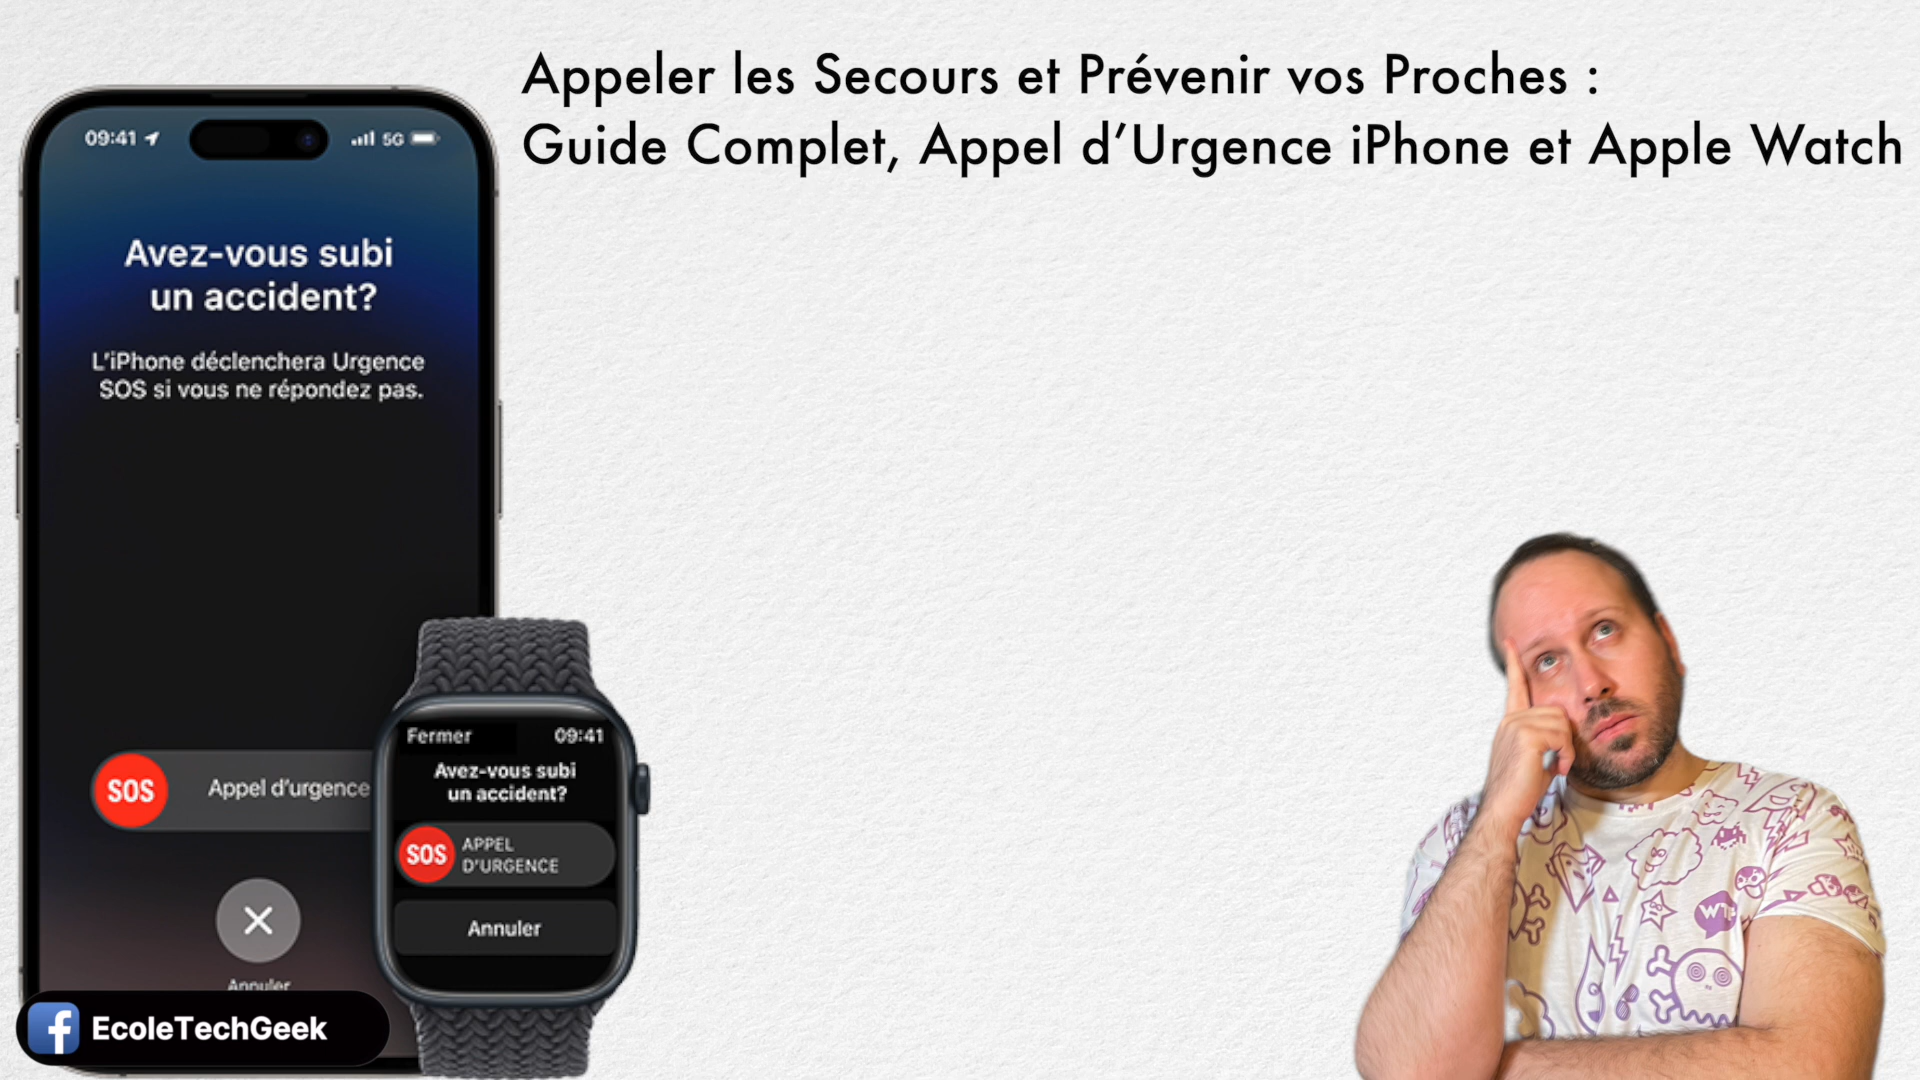 Appeler les Secours et Prévenir vos Proches :
Guide Complet, Appel d’Urgence iPhone et Apple Watch
09:41
5G
Avez-vous subi
un accident?
L’iPhone déclenchera Urgence
SOS si vous ne répondez pas.
SOS
Appel d’urgence
Annuler
Fermer
09:41
Avez-vous subi
un accident?
SOS
APPEL
D’URGENCE
Annuler
EcoleTechGeek